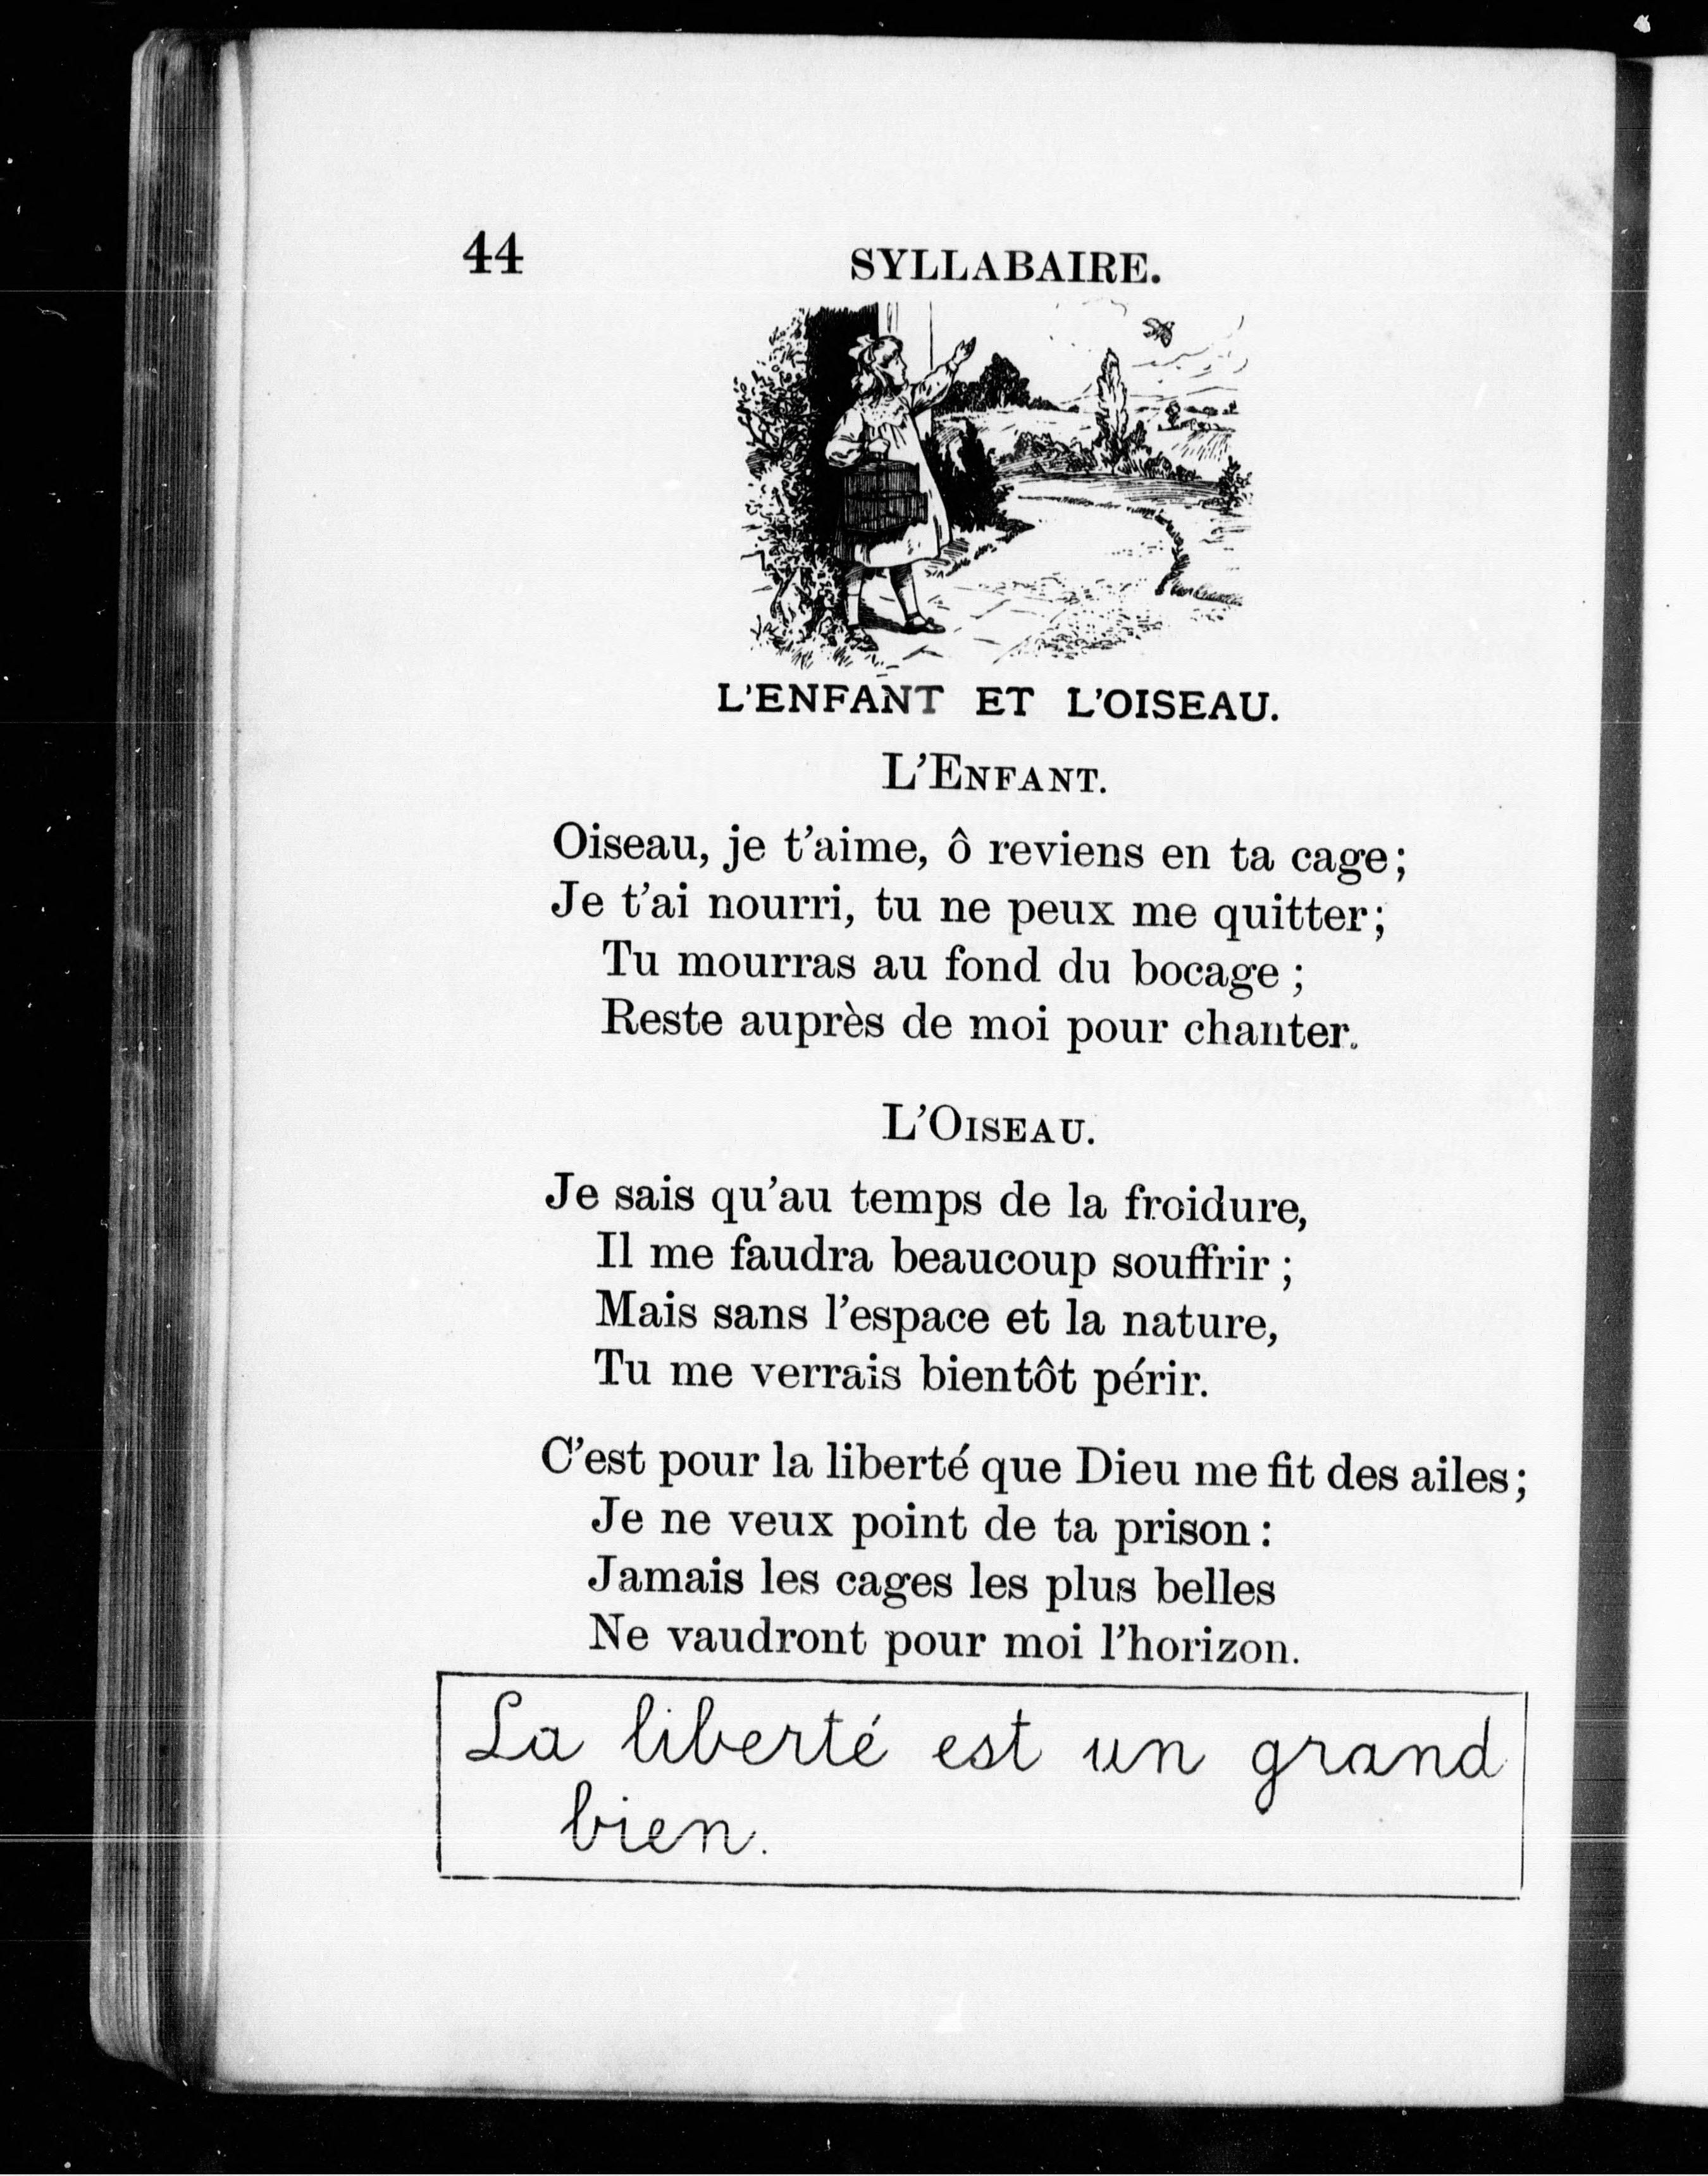 44
SYLLABAIRE.
L'ENFANT ET L'OISEAU.
L'ENFANT.
Oiseau, je t'aime, ô reviens en ta cage;
Je t'ai nourri, tu ne peux me quitter;
Tu mourras au fond du bocage ;
Reste auprès de moi pour chanter.
L'OISEAU.
Je sais qu'au temps de la froidure,
Il me faudra beaucoup souffrir ;
Mais sans l'espace et la nature,
Tu me verrais bientôt périr.
C'est pour la liberté que Dieu me fit des ailes;
Je ne veux point de ta prison:
Jamais les cages les plus belles
Ne vaudront pour moi l'horizon.
La liberté est un grand
bien.